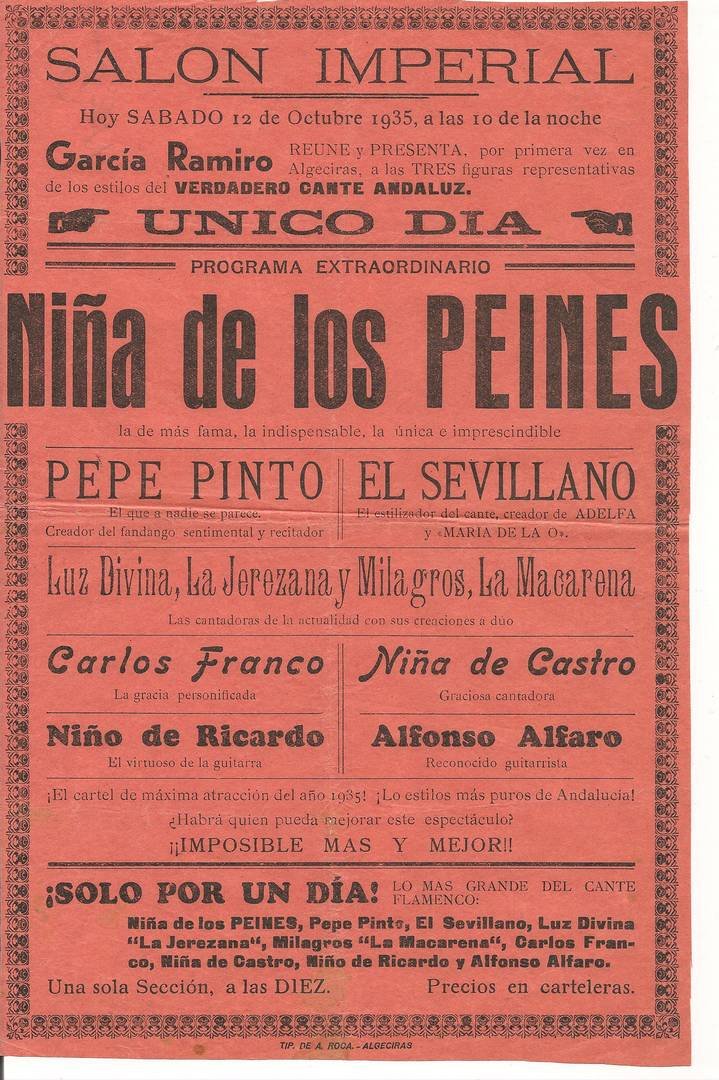 SALON IMPERIAL
Hoy SABADO 12 de Octubre 1935, a las 10 de la noche
García Ramiro REUNE y PRESENTA, por primera vez en
Algeciras, a las TRES figuras representativas
de los estilos del VERDADERO CANTE ANDALUZ.
UNICO DIA
PROGRAMA EXTRAORDINARIO
Niña de los PEINES
la de más fama, la indispensable, la única e imprescindible
PEPE PINTO
El que a nadie se parece.
Creador del fandango sentimental y recitador
EL SEVILLANO
El estilizador del cante, creador de ADELFA
y «MARIA DE LA O».
Luz Divina, La Jerezana y Milagros, La Macarena
Las cantadoras de la actualidad con sus creaciones a dúo
Carlos Franco
La gracia personificada
Niña de Castro
Graciosa cantadora
Niño de Ricardo
El virtuoso de la guitarra
Alfonso Alfaro
Reconocido guitarrista
¡El cartel de máxima atracción del año 1935! ¡Lo estilos más puros de Andalucía!
¿Habrá quien pueda mejorar este espectáculo?
¡¡IMPOSIBLE MAS Y MEJOR!!
¡SOLO POR UN DÍA! LO MAS GRANDE DEL CANTE
FLAMENCO:
Niña de los PEINES, Pepe Pinto, El Sevillano, Luz Divina
"La Jerezana", Milagros "La Macarena", Carlos Fran-
co, Niña de Castro, Niño de Ricardo y Alfonso Alfaro.
Una sola Sección, a las DIEZ. Precios en carteleras.
TIP. DE A. ROCA.-ALGECIRAS